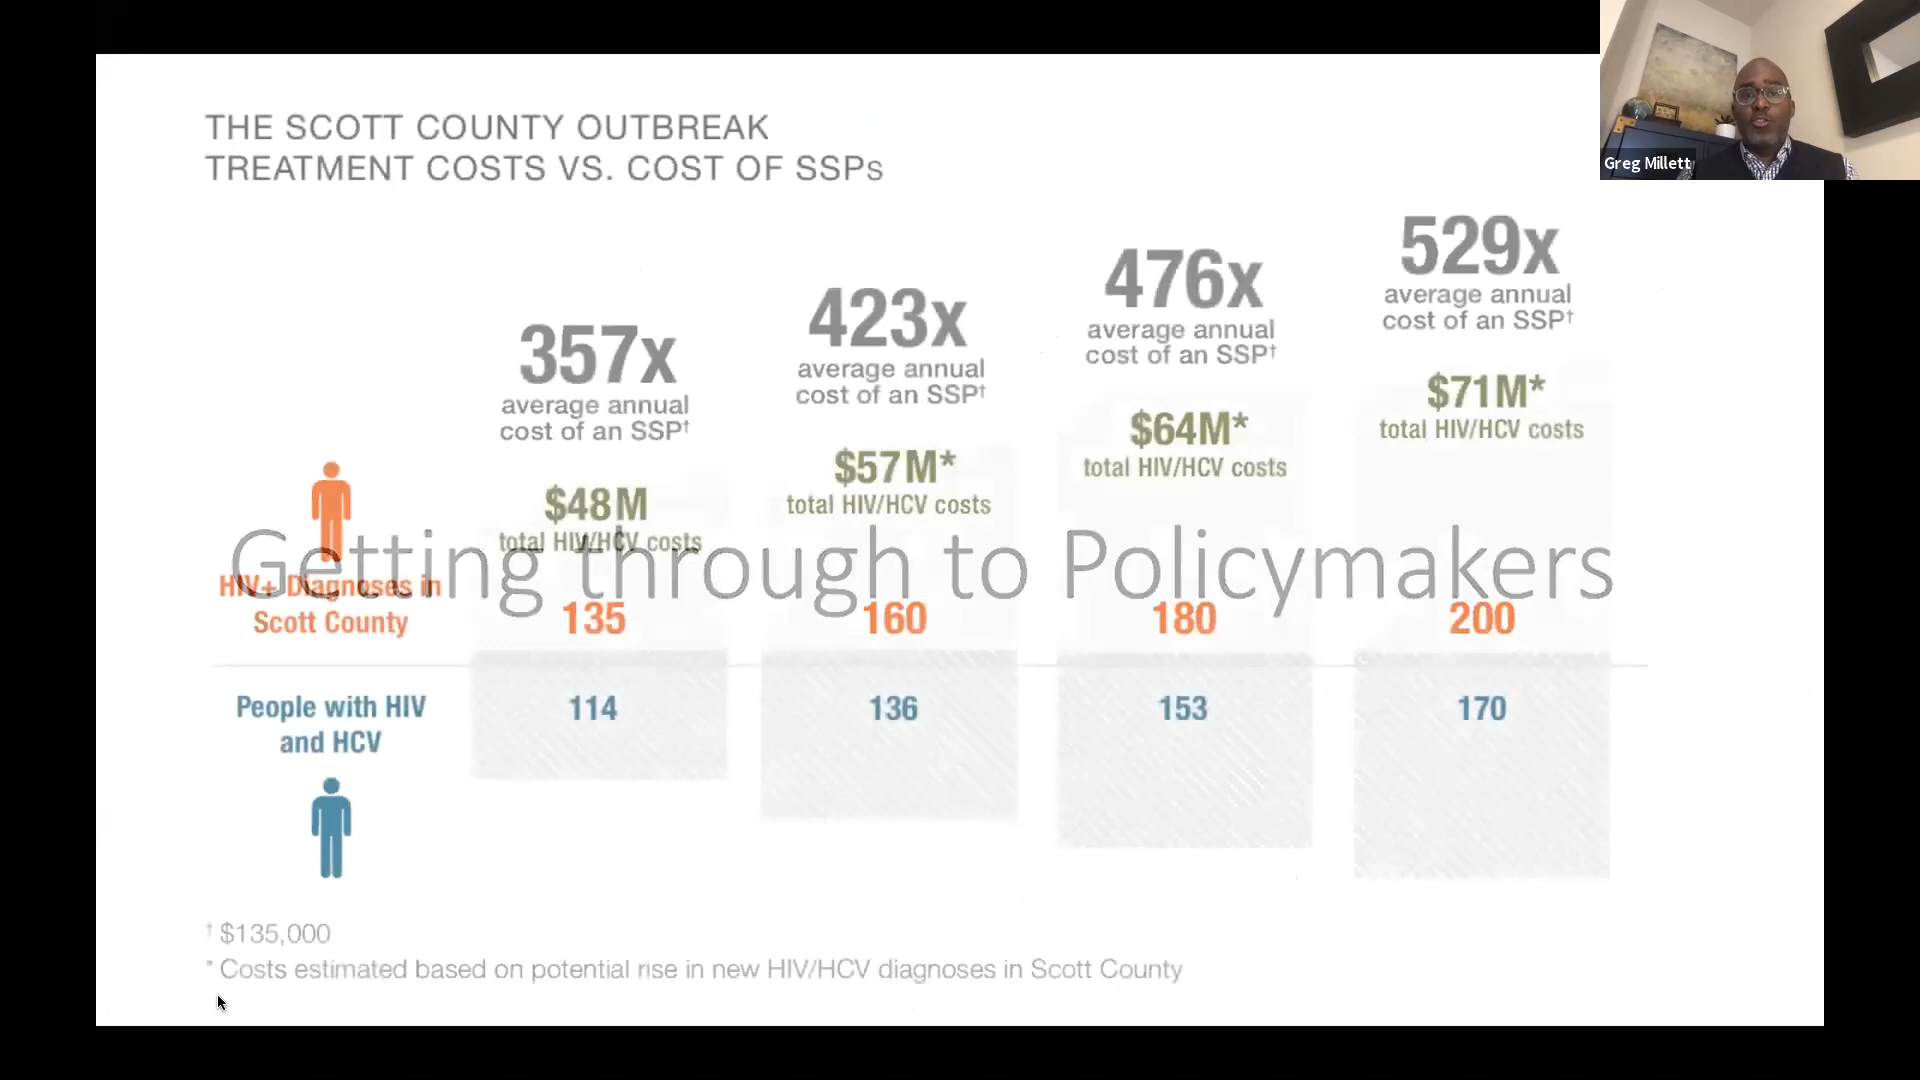 THE SCOTT COUNTY OUTBREAK
TREATMENT COSTS VS. COST OF SSPs
Greg Millett
357x
average annual
cost of an SSP†
$48M
total HIV/HCV costs
423x
average annual
cost of an SSP†
$57M*
total HIV/HCV costs
476x
average annual
cost of an SSP†
$64M*
total HIV/HCV costs
529x
average annual
cost of an SSP†
$71M*
total HIV/HCV costs
Getting through to Policymakers
HIV+ Diagnoses in
Scott County
135
160
180
200
People with HIV
and HCV
114
136
153
170
† $135,000
* Costs estimated based on potential rise in new HIV/HCV diagnoses in Scott County